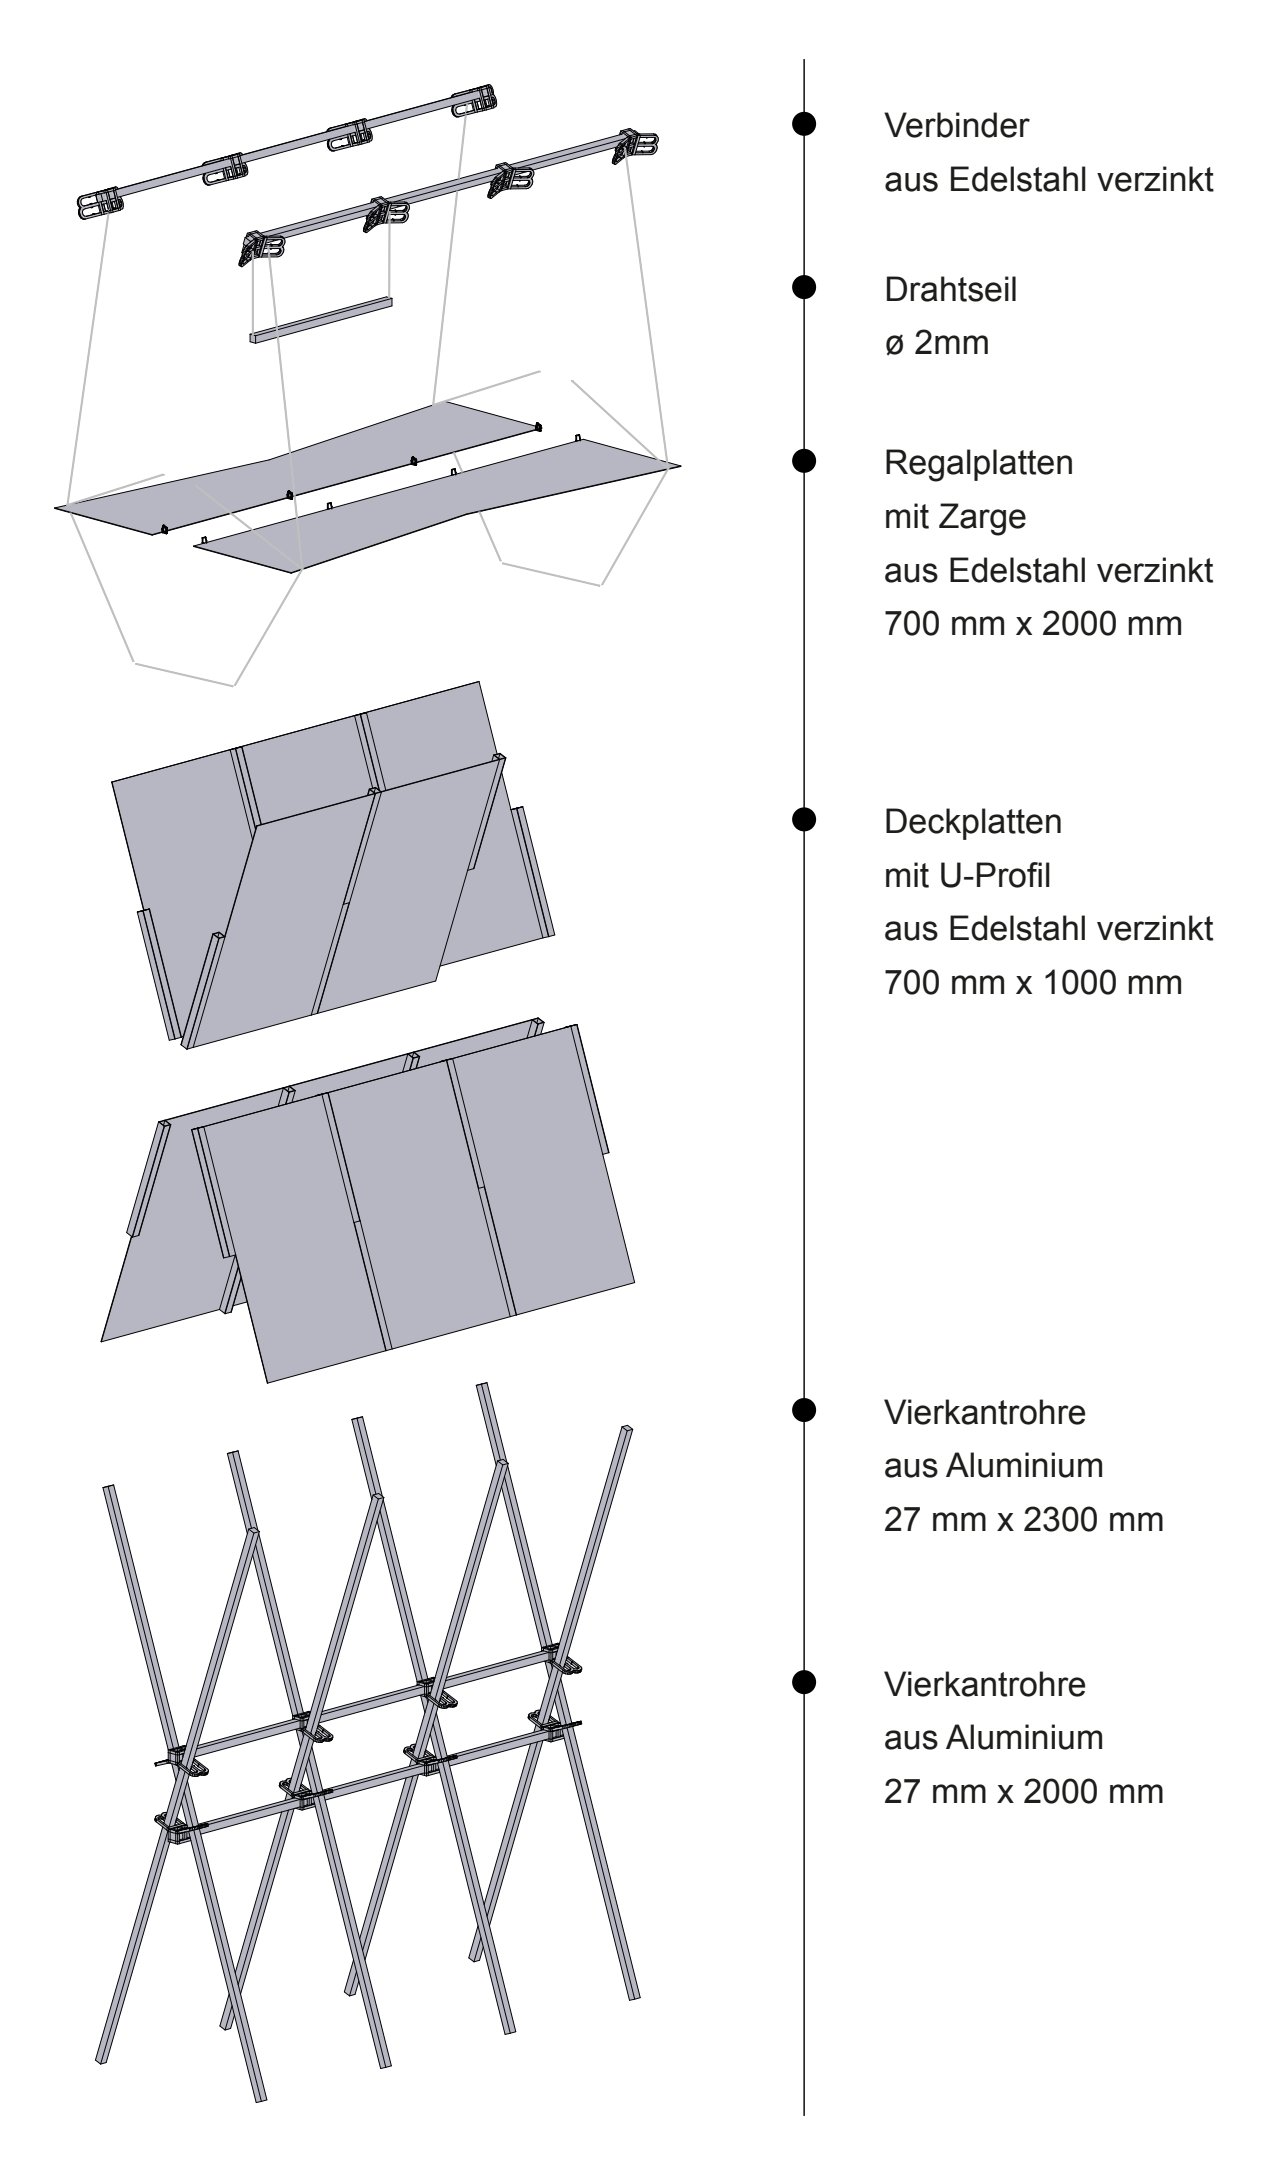 Verbinder
aus Edelstahl verzinkt
Drahtseil
ø 2mm
Regalplatten
mit Zarge
aus Edelstahl verzinkt
700 mm x 2000 mm
Deckplatten
mit U-Profil
aus Edelstahl verzinkt
700 mm x 1000 mm
Vierkantrohre
aus Aluminium
27 mm x 2300 mm
Vierkantrohre
aus Aluminium
27 mm x 2000 mm